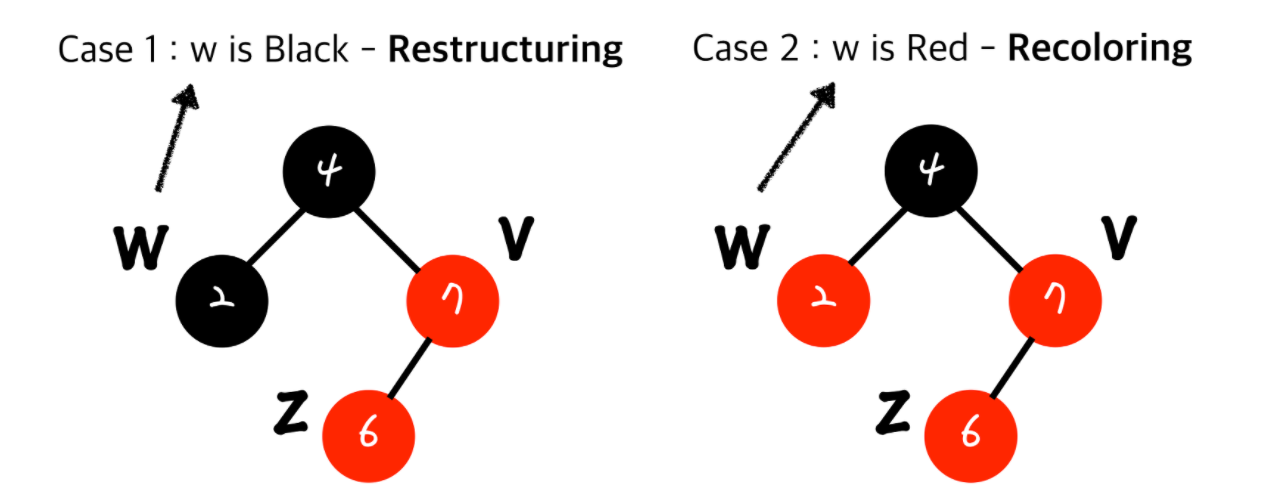 Case 1 : w is Black - Restructuring
Case 2 : w is Red - Recoloring
4
W
V
2
7
Z
6
4
W
V
2
7
Z
6